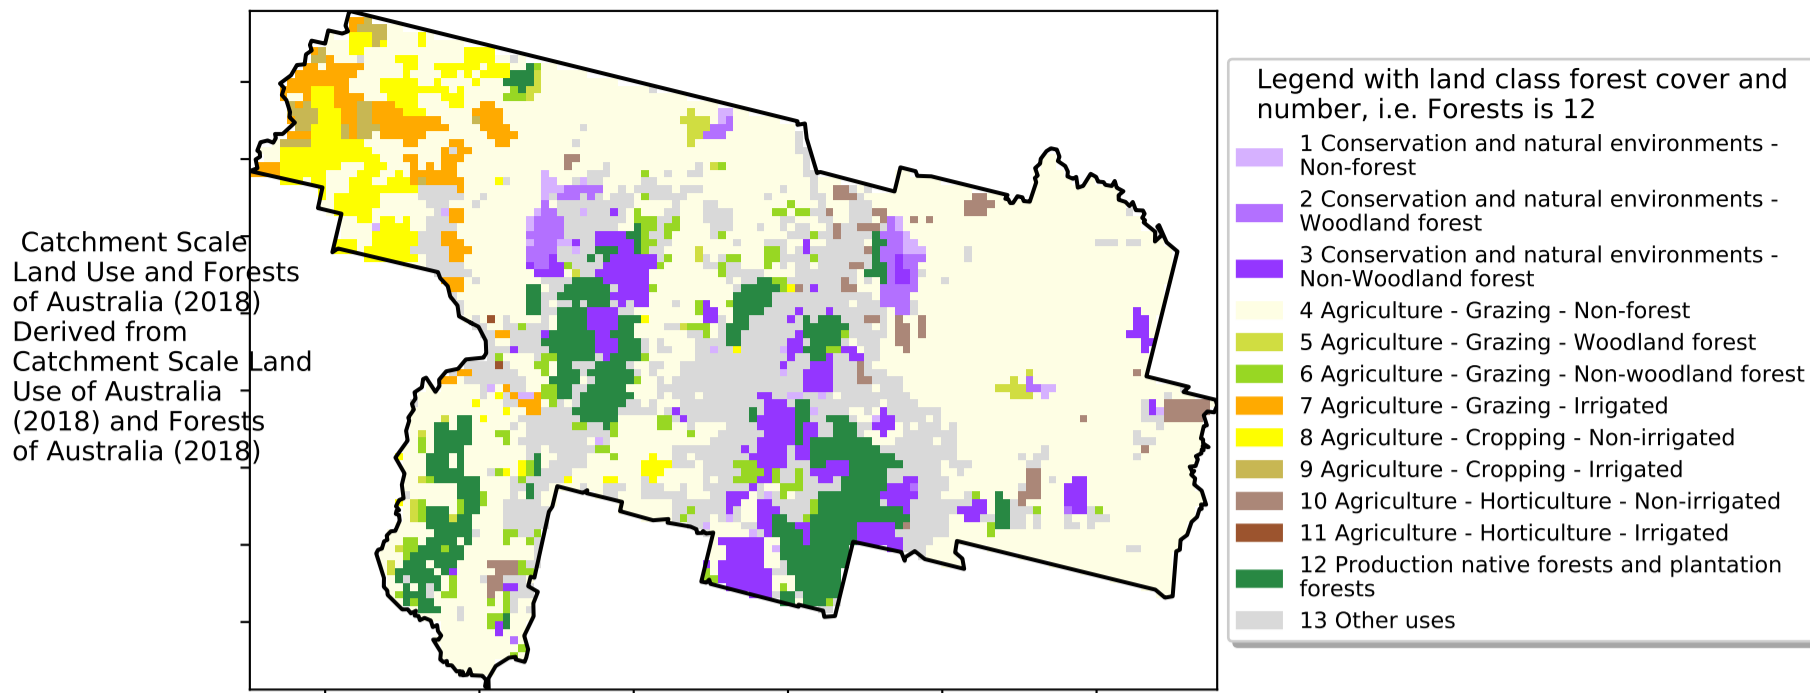 Catchment Scale
Land Use and Forests
of Australia (2018)
Derived from
Catchment Scale Land
Use of Australia
(2018) and Forests
of Australia (2018)
Legend with land class forest cover and
number, i.e. Forests is 12
1 Conservation and natural environments -
Non-forest
2 Conservation and natural environments -
Woodland forest
3 Conservation and natural environments -
Non-Woodland forest
4 Agriculture - Grazing - Non-forest
5 Agriculture - Grazing - Woodland forest
6 Agriculture - Grazing - Non-woodland forest
7 Agriculture - Grazing - Irrigated
8 Agriculture - Cropping - Non-irrigated
9 Agriculture - Cropping - Irrigated
10 Agriculture - Horticulture - Non-irrigated
11 Agriculture - Horticulture - Irrigated
12 Production native forests and plantation
forests
13 Other uses